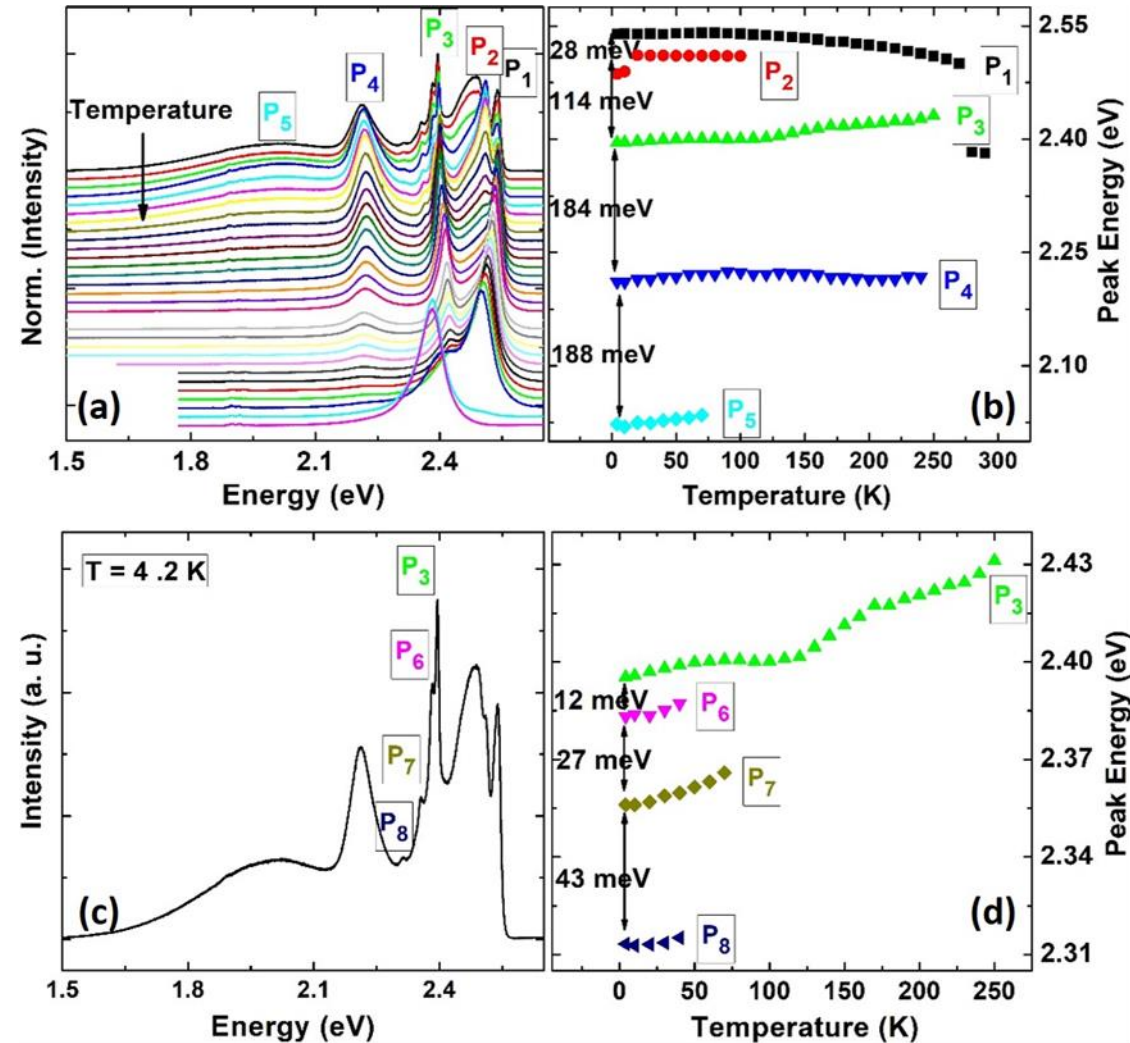 P₃
P₂
P₁
P₄
P₅
Temperature
Norm. (Intensity)
(a)
1.5 1.8 2.1 2.4
Energy (eV)
28 meV
114 meV
184 meV
188 meV
P₁
P₂
P₃
P₄
P₅
(b)
2.55
2.40
2.25
2.10
Peak Energy (eV)
0 50 100 150 200 250 300
Temperature (K)
T = 4 .2 K
P₃
P₆
P₇
P₈
Intensity (a. u.)
(c)
1.5 1.8 2.1 2.4
Energy (eV)
12 meV
27 meV
43 meV
P₃
P₆
P₇
P₈
(d)
2.43
2.40
2.37
2.34
2.31
Peak Energy (eV)
0 50 100 150 200 250
Temperature (K)